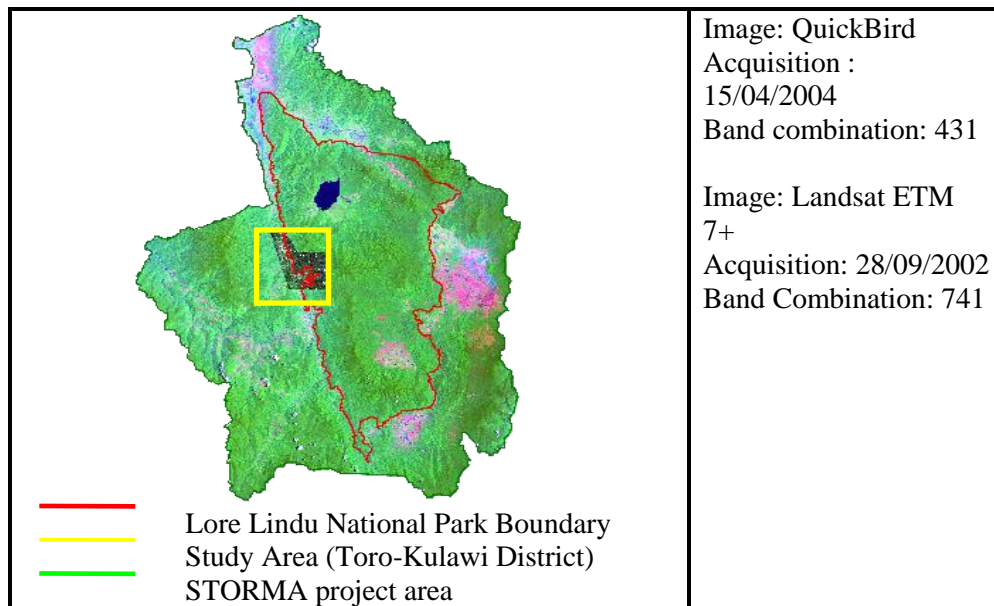 Image: QuickBird
Acquisition :
15/04/2004
Band combination: 431
Image: Landsat ETM
7+
Acquisition: 28/09/2002
Band Combination: 741
Lore Lindu National Park Boundary
Study Area (Toro-Kulawi District)
STORMA project area